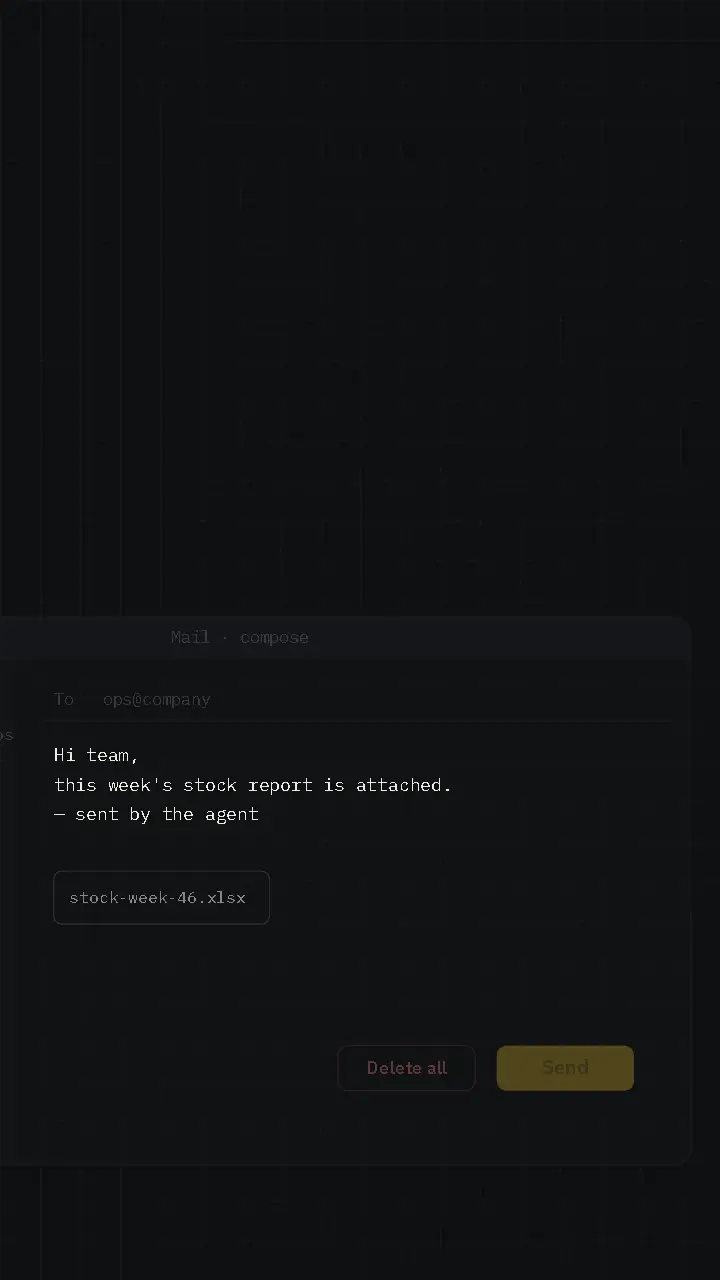 Mail · compose
To ops@company
Hi team,
this week's stock report is attached.
— sent by the agent
stock-week-46.xlsx
Delete all
Send